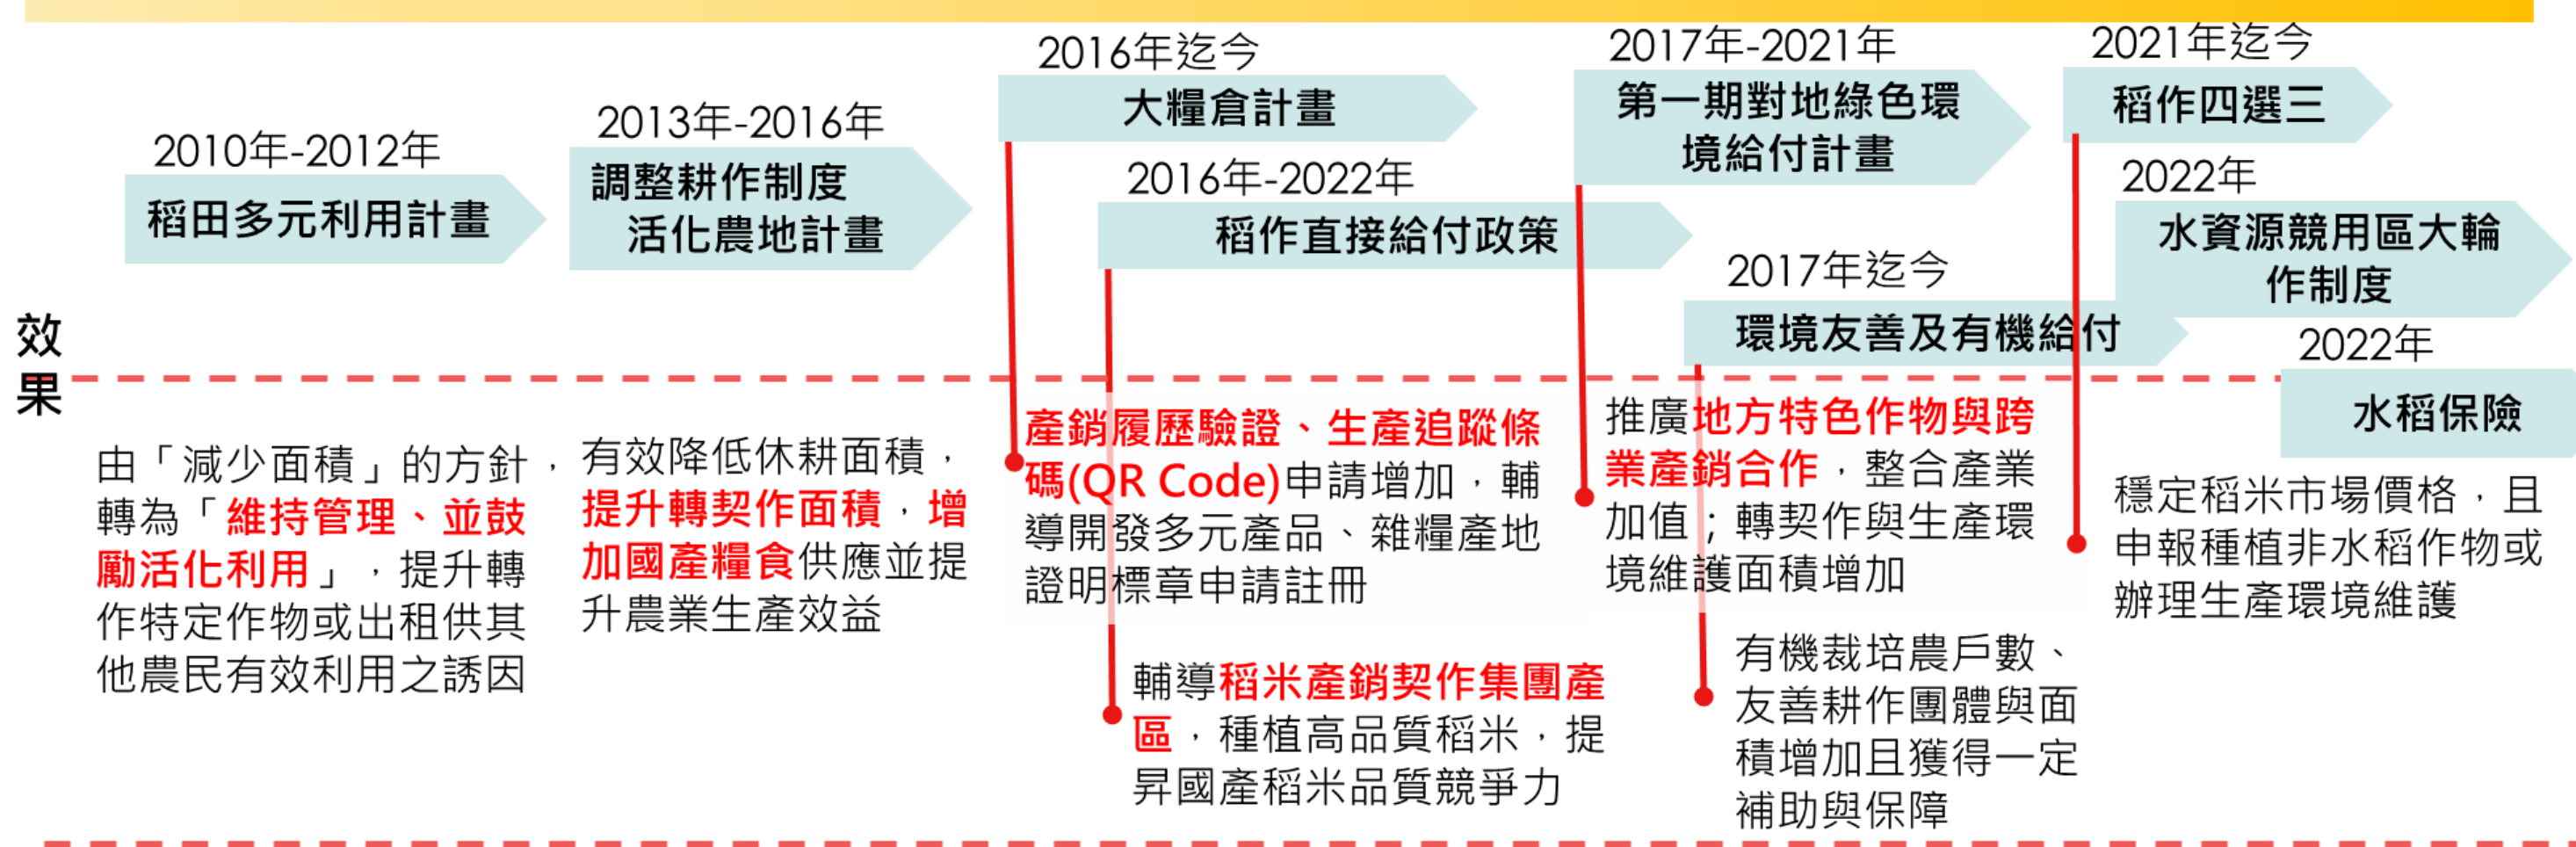 2010年-2012年
稻田多元利用計畫
2013年-2016年
調整耕作制度
活化農地計畫
2016年迄今
大糧倉計畫
2016年-2022年
稻作直接給付政策
2017年-2021年
第一期對地綠色環
境給付計畫
2017年迄今
環境友善及有機給付
2021年迄今
稻作四選三
2022年
水資源競用區大輪
作制度
2022年
水稻保險
效
果
由「減少面積」的方針，
轉為「維持管理、並鼓
勵活化利用」，提升轉
作特定作物或出租供其
他農民有效利用之誘因
有效降低休耕面積，
提升轉契作面積，增
加國產糧食供應並提
升農業生產效益
產銷履歷驗證、生產追蹤條
碼(QR Code)申請增加，輔
導開發多元產品、雜糧產地
證明標章申請註冊
輔導稻米產銷契作集團產
區，種植高品質稻米，提
昇國產稻米品質競爭力
推廣地方特色作物與跨
業產銷合作，整合產業
加值；轉契作與生產環
境維護面積增加
有機栽培農戶數、
友善耕作團體與面
積增加且獲得一定
補助與保障
穩定稻米市場價格，且
申報種植非水稻作物或
辦理生產環境維護